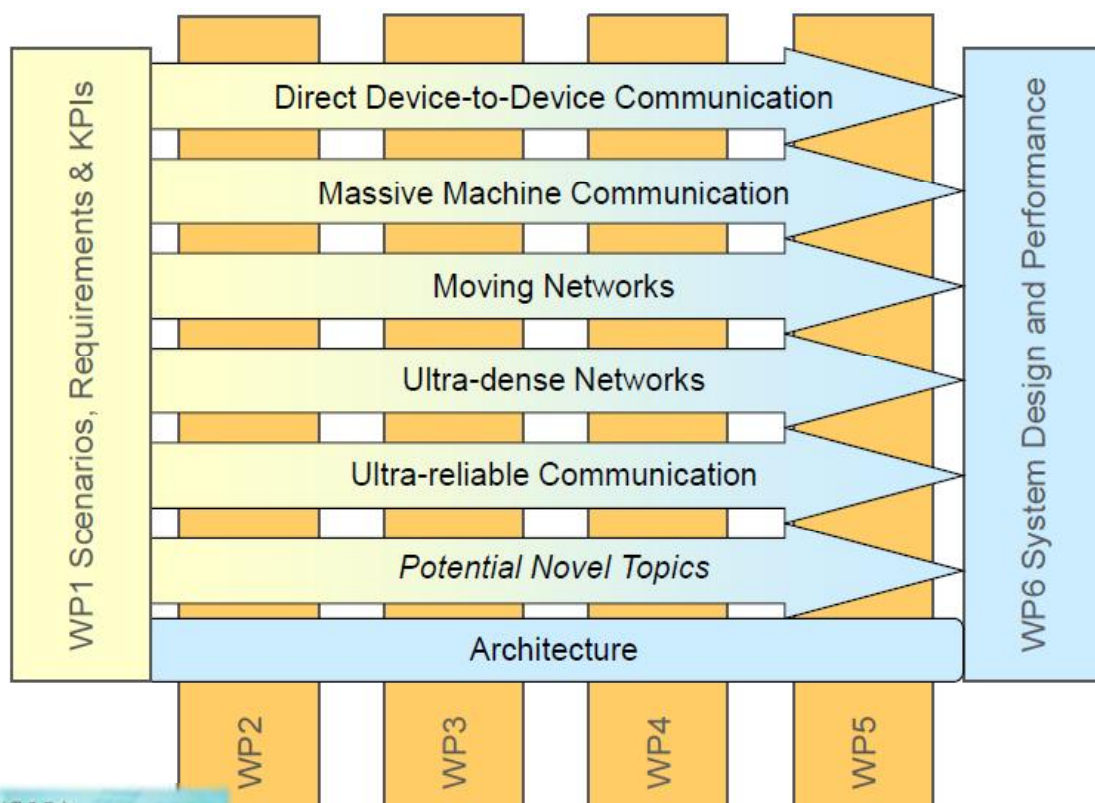 WP1 Scenarios, Requirements & KPIs
Direct Device-to-Device Communication
Massive Machine Communication
Moving Networks
Ultra-dense Networks
Ultra-reliable Communication
Potential Novel Topics
Architecture
WP6 System Design and Performance
WP2
WP3
WP4
WP5